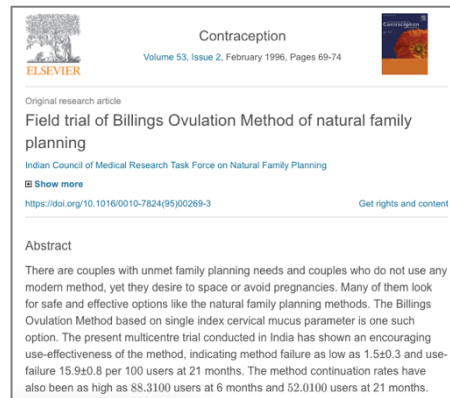 Contraception
Volume 53, Issue 2, February 1996, Pages 69-74
ELSEVIER
Original research article
Field trial of Billings Ovulation Method of natural family
planning
Indian Council of Medical Research Task Force on Natural Family Planning
Show more
https://doi.org/10.1016/0010-7824(95)00269-3 Get rights and content
Abstract
There are couples with unmet family planning needs and couples who do not use any
modern method, yet they desire to space or avoid pregnancies. Many of them look
for safe and effective options like the natural family planning methods. The Billings
Ovulation Method based on single index cervical mucus parameter is one such
option. The present multicentre trial conducted in India has shown an encouraging
use-effectiveness of the method, indicating method failure as low as 1.5±0.3 and use-
failure 15.9±0.8 per 100 users at 21 months. The method continuation rates have
also been as high as 88.3100 users at 6 months and 52.0100 users at 21 months.